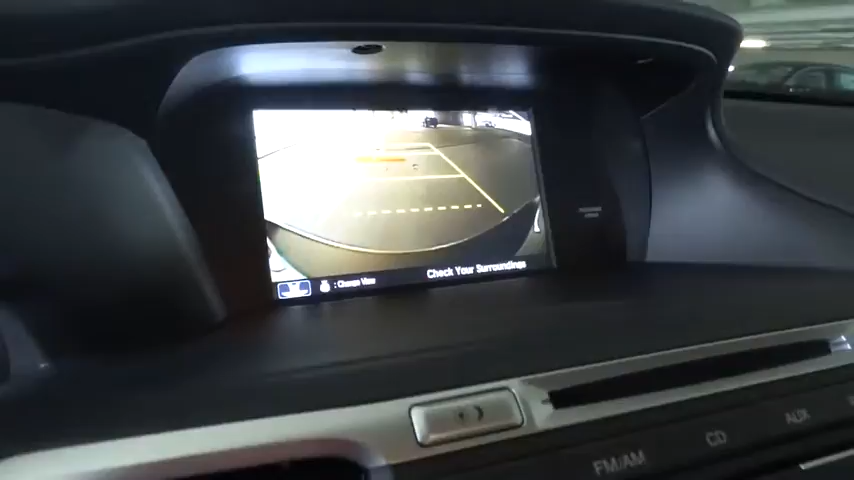 Check Your Surroundings
: Change View
FM/AM
CD
AUX